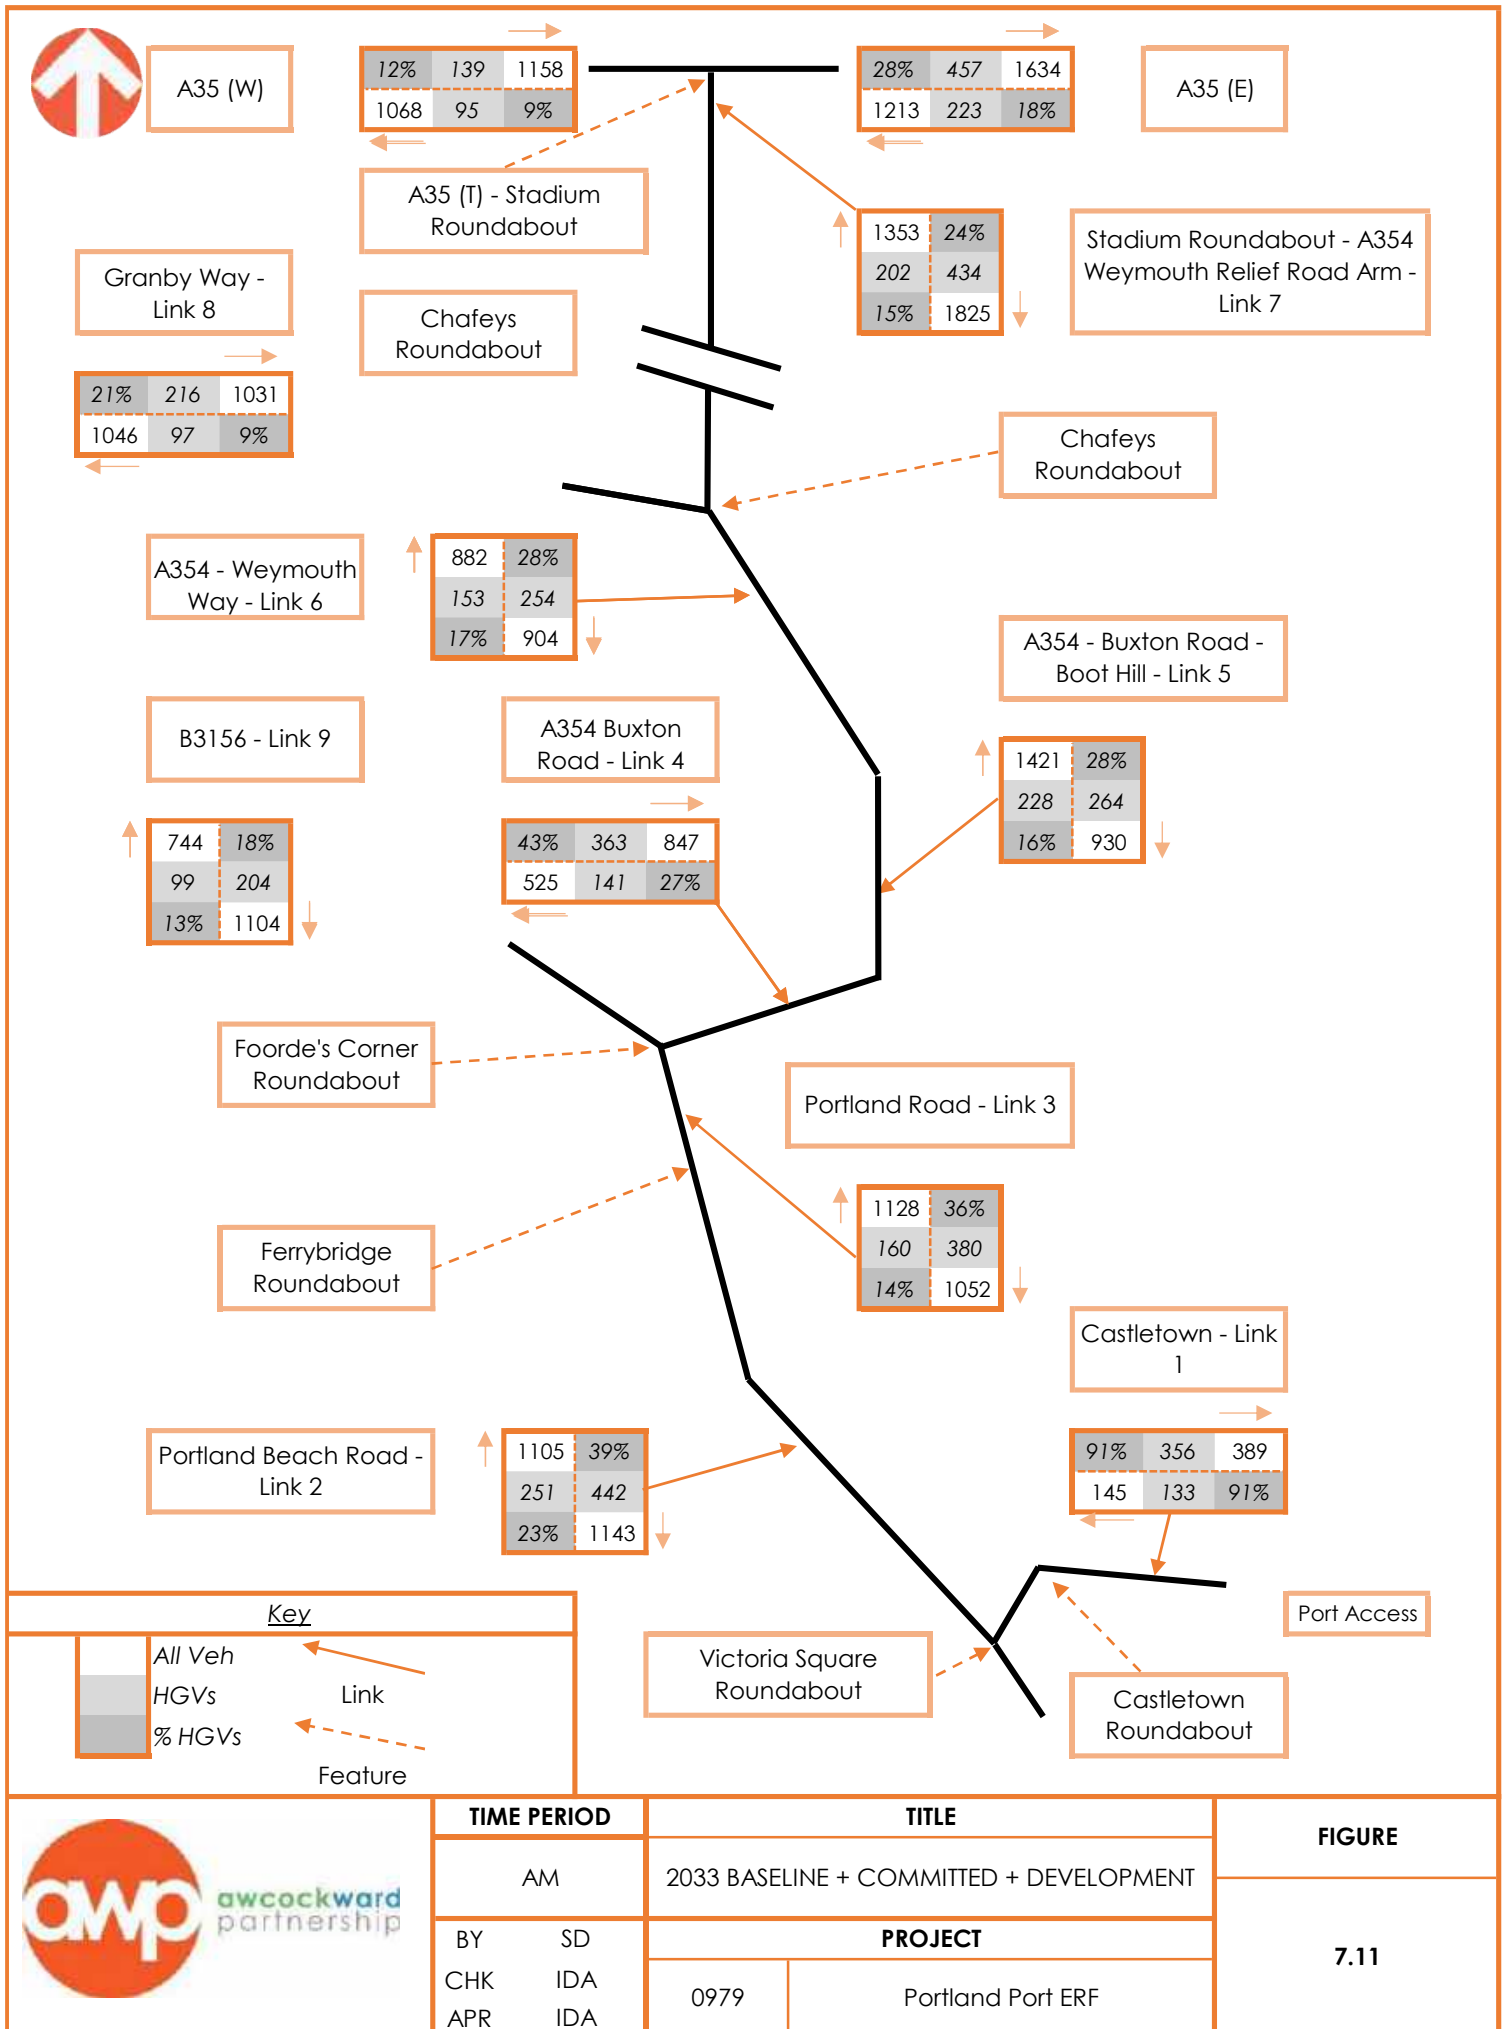 A35 (W)
12% 139 1158
1068 95 9%
28% 457 1634
1213 223 18%
A35 (E)
A35 (T) - Stadium
Roundabout
1353 24%
202 434
15% 1825
Stadium Roundabout - A354
Weymouth Relief Road Arm -
Link 7
Granby Way -
Link 8
Chafeys
Roundabout
21% 216 1031
1046 97 9%
Chafeys
Roundabout
A354 - Weymouth
Way - Link 6
882 28%
153 254
17% 904
A354 - Buxton Road -
Boot Hill - Link 5
B3156 - Link 9
A354 Buxton
Road - Link 4
1421 28%
228 264
16% 930
744 18%
99 204
13% 1104
43% 363 847
525 141 27%
Foorde's Corner
Roundabout
Portland Road - Link 3
1128 36%
160 380
14% 1052
Ferrybridge
Roundabout
Castletown - Link
1
Portland Beach Road -
Link 2
1105 39%
251 442
23% 1143
91% 356 389
145 133 91%
Port Access
Victoria Square
Roundabout
Castletown
Roundabout
Key
All Veh
HGVs
% HGVs
Link
Feature
awp
awcockward
partnership
TIME PERIOD
AM
BY SD
CHK IDA
APR IDA
TITLE
2033 BASELINE + COMMITTED + DEVELOPMENT
PROJECT
0979 Portland Port ERF
FIGURE
7.11